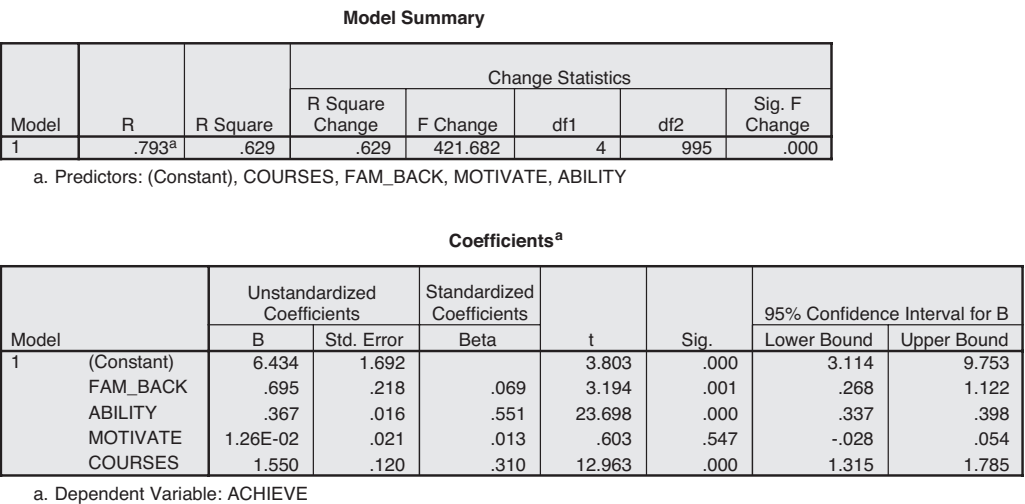 Model Summary
Change Statistics
Model R R Square R Square Change F Change df1 df2 Sig. F Change
1 .793a .629 .629 421.682 4 995 .000
a. Predictors: (Constant), COURSES, FAM_BACK, MOTIVATE, ABILITY
Coefficientsa
Unstandardized Coefficients Standardized Coefficients 95% Confidence Interval for B
Model B Std. Error Beta t Sig. Lower Bound Upper Bound
1 (Constant) 6.434 1.692 3.803 .000 3.114 9.753
FAM_BACK .695 .218 .069 3.194 .001 .268 1.122
ABILITY .367 .016 .551 23.698 .000 .337 .398
MOTIVATE 1.26E-02 .021 .013 .603 .547 -.028 .054
COURSES 1.550 .120 .310 12.963 .000 1.315 1.785
a. Dependent Variable: ACHIEVE